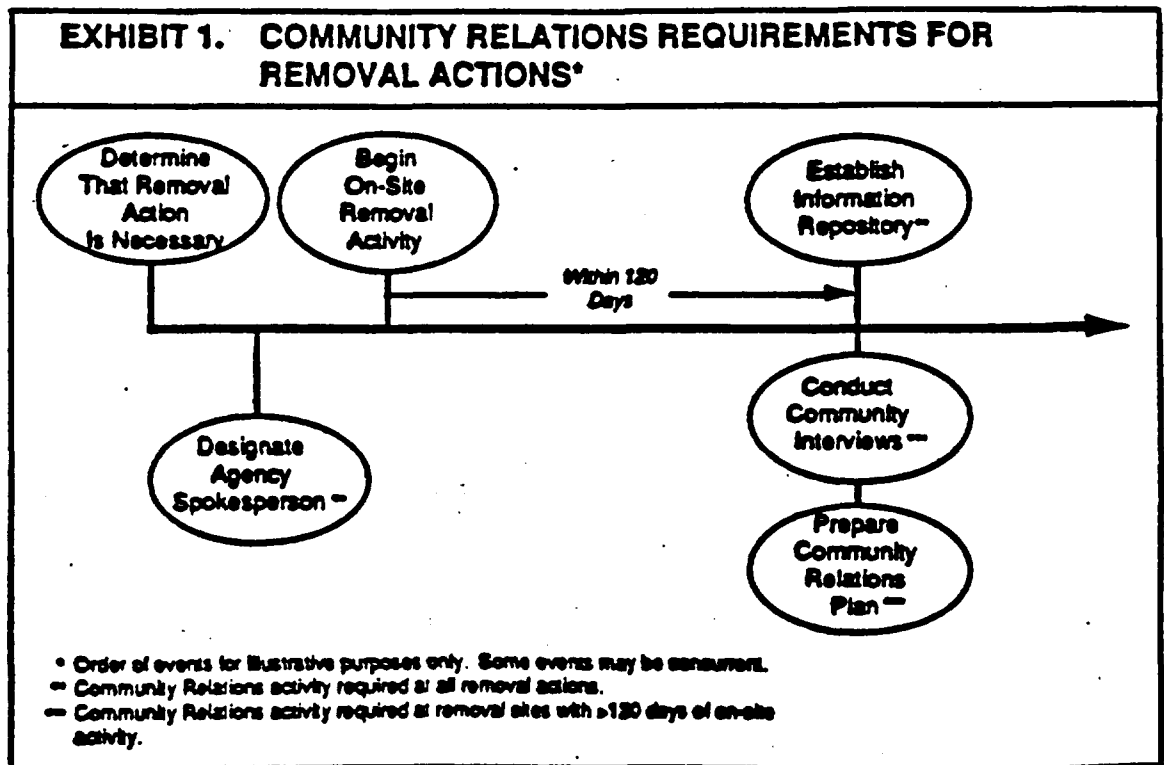 EXHIBIT 1. COMMUNITY RELATIONS REQUIREMENTS FOR
REMOVAL ACTIONS*
Determine
That Removal
Action
Is Necessary
Begin
On-Site
Removal
Activity
Establish
Information
Repository**
Within 120
Days
Designate
Agency
Spokesperson**
Conduct
Community
Interviews***
Prepare
Community
Relations
Plan***
* Order of events for illustrative purposes only. Some events may be concurrent.
** Community Relations activity required at all removal actions.
*** Community Relations activity required at removal sites with >120 days of on-site
activity.